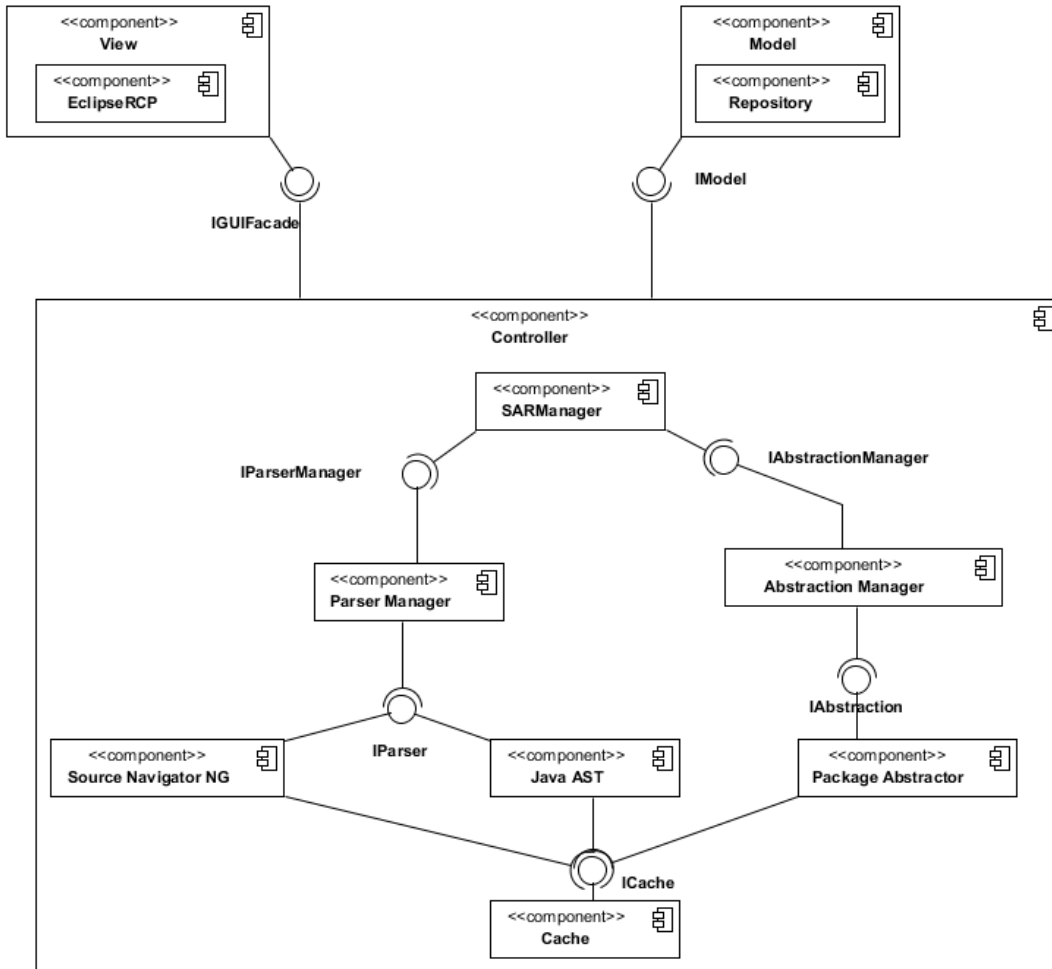 <<component>>
View
<<component>>
EclipseRCP
<<component>>
Model
<<component>>
Repository
IModel
IGUIFacade
<<component>>
Controller
<<component>>
SARManager
IParserManager
IAbstractionManager
<<component>>
Parser Manager
<<component>>
Abstraction Manager
IAbstraction
IParser
<<component>>
Source Navigator NG
<<component>>
Java AST
<<component>>
Package Abstractor
ICache
<<component>>
Cache